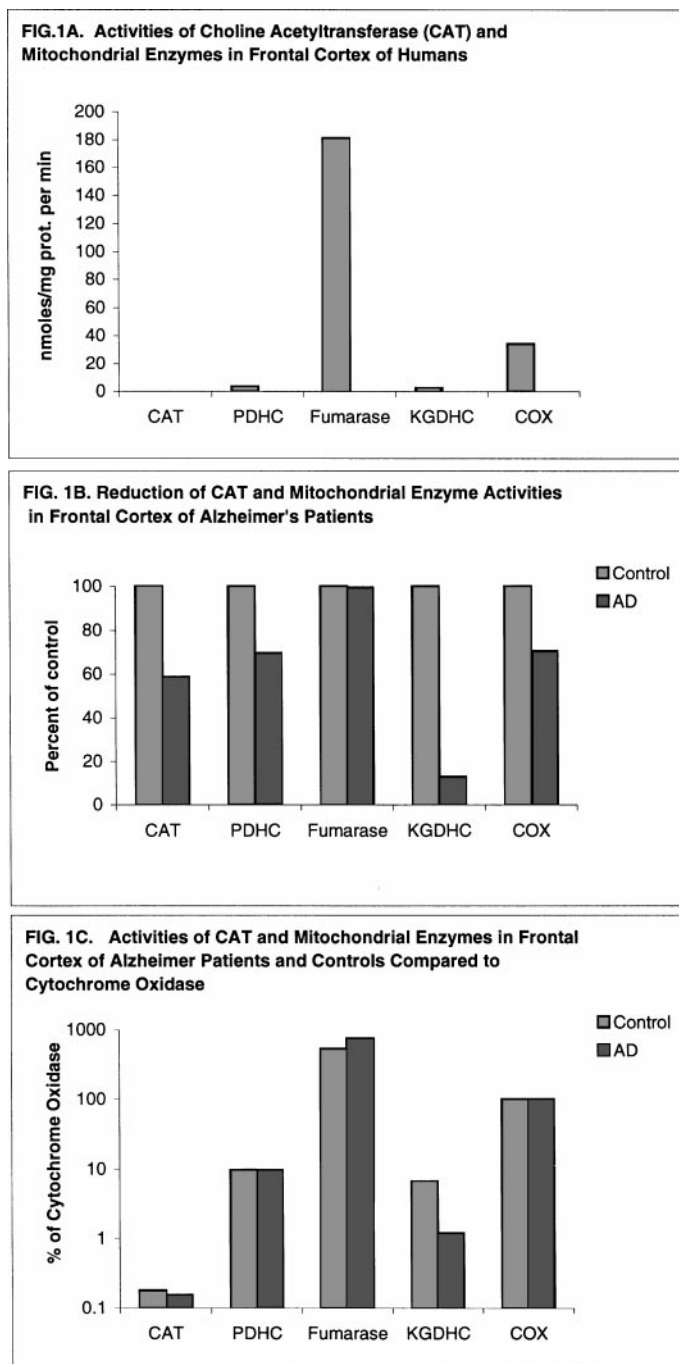 FIG.1A. Activities of Choline Acetyltransferase (CAT) and
Mitochondrial Enzymes in Frontal Cortex of Humans
nmoles/mg prot. per min
200
180
160
140
120
100
80
60
40
20
0
CAT PDHC Fumarase KGDHC COX
FIG. 1B. Reduction of CAT and Mitochondrial Enzyme Activities
in Frontal Cortex of Alzheimer's Patients
Control
AD
Percent of control
100
80
60
40
20
0
CAT PDHC Fumarase KGDHC COX
FIG. 1C. Activities of CAT and Mitochondrial Enzymes in Frontal
Cortex of Alzheimer Patients and Controls Compared to
Cytochrome Oxidase
Control
AD
% of Cytochrome Oxidase
1000
100
10
1
0.1
CAT PDHC Fumarase KGDHC COX